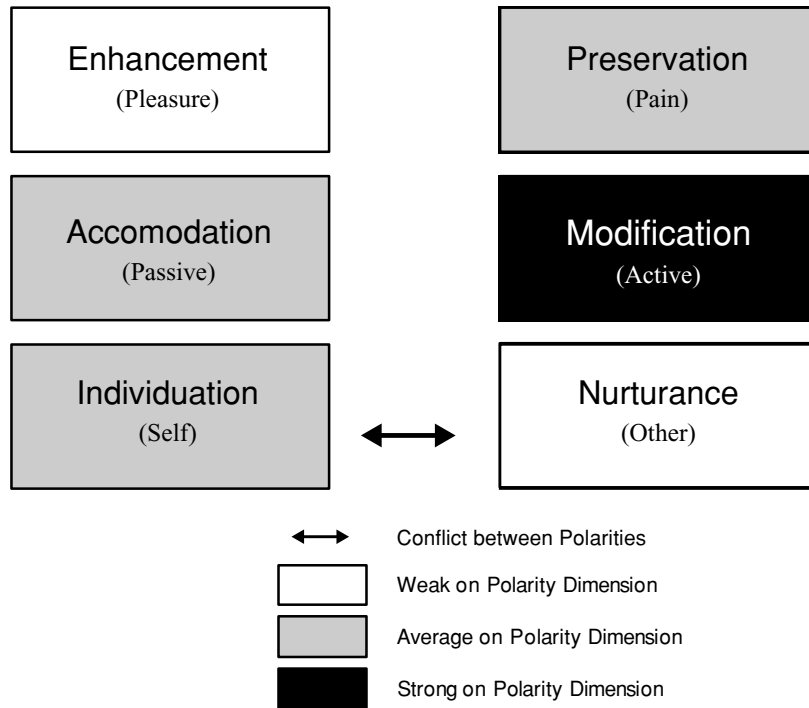 Enhancement
(Pleasure)
Preservation
(Pain)
Accomodation
(Passive)
Modification
(Active)
Individuation
(Self)
Nurturance
(Other)
Conflict between Polarities
Weak on Polarity Dimension
Average on Polarity Dimension
Strong on Polarity Dimension